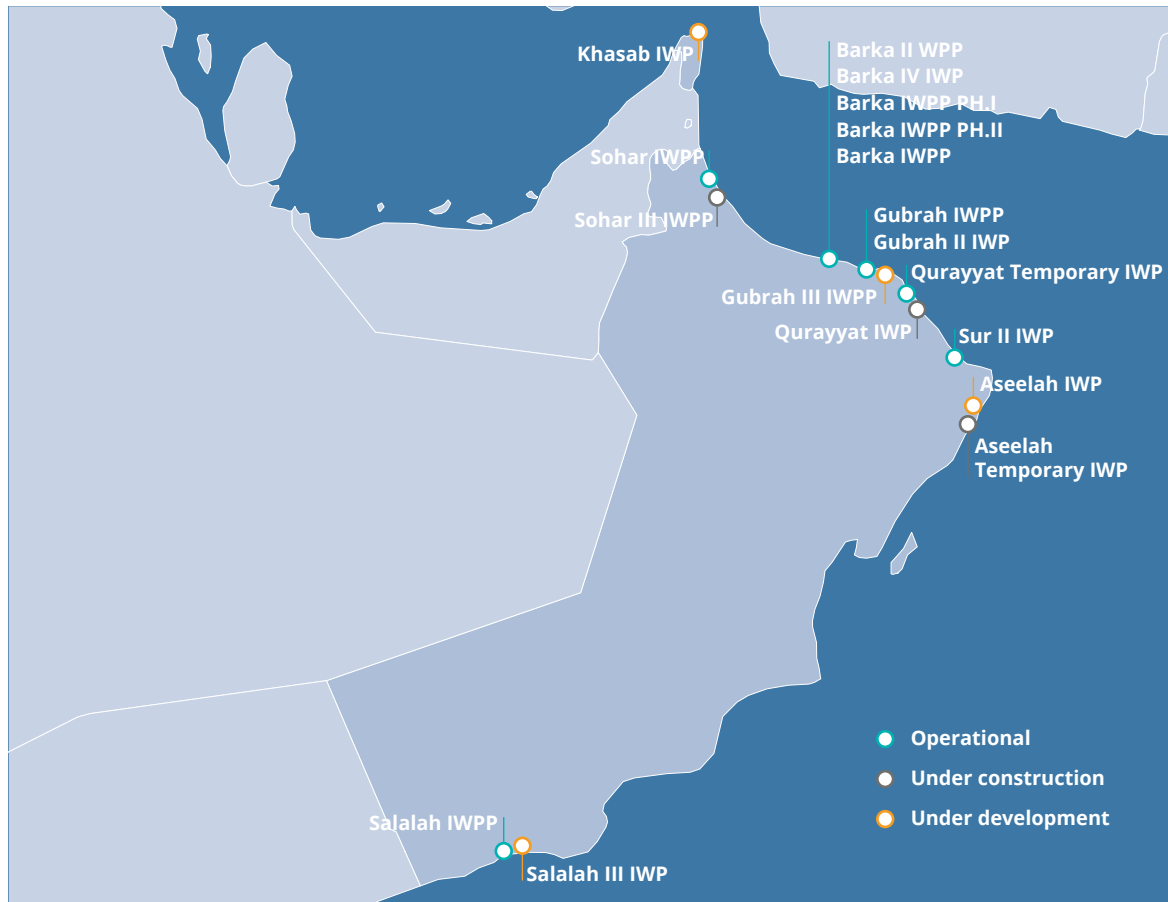 Khasab IWP
Barka II WPP
Barka IV IWP
Barka IWPP PH.I
Barka IWPP PH.II
Barka IWPP
Sohar IWPP
Sohar III IWPP
Gubrah IWPP
Gubrah II IWP
Qurayyat Temporary IWP
Gubrah III IWPP
Qurayyat IWP
Sur II IWP
Aseelah IWP
Aseelah
Temporary IWP
Operational
Under construction
Under development
Salalah IWPP
Salalah III IWP